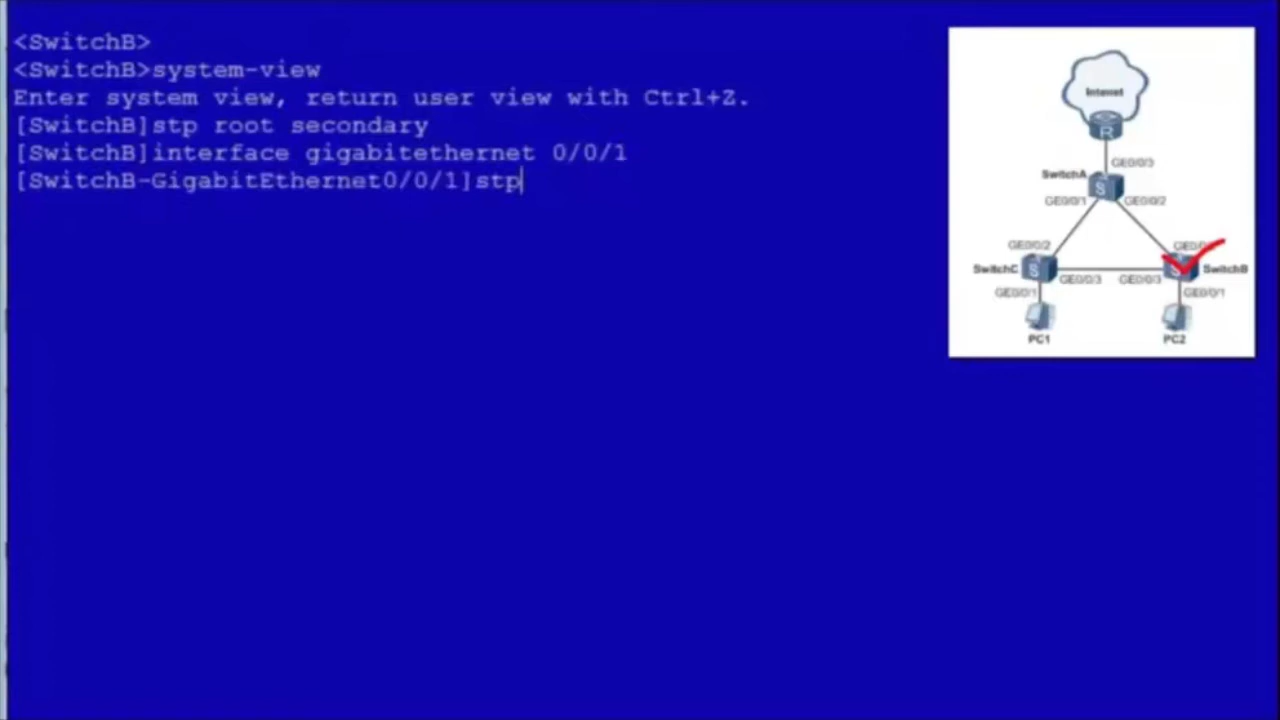 <SwitchB>
<SwitchB>system-view
Enter system view, return user view with Ctrl+Z.
[SwitchB]stp root secondary
[SwitchB]interface gigabitethernet 0/0/1
[SwitchB-GigabitEthernet0/0/1]stp
Internet
R
GE0/0/3
SwitchA
S
GE0/0/1
GE0/0/2
GE0/0/2
SwitchC
S
SwitchB
GE0/0/3
GE0/0/3
GE0/0/1
GE0/0/1
PC1
PC2